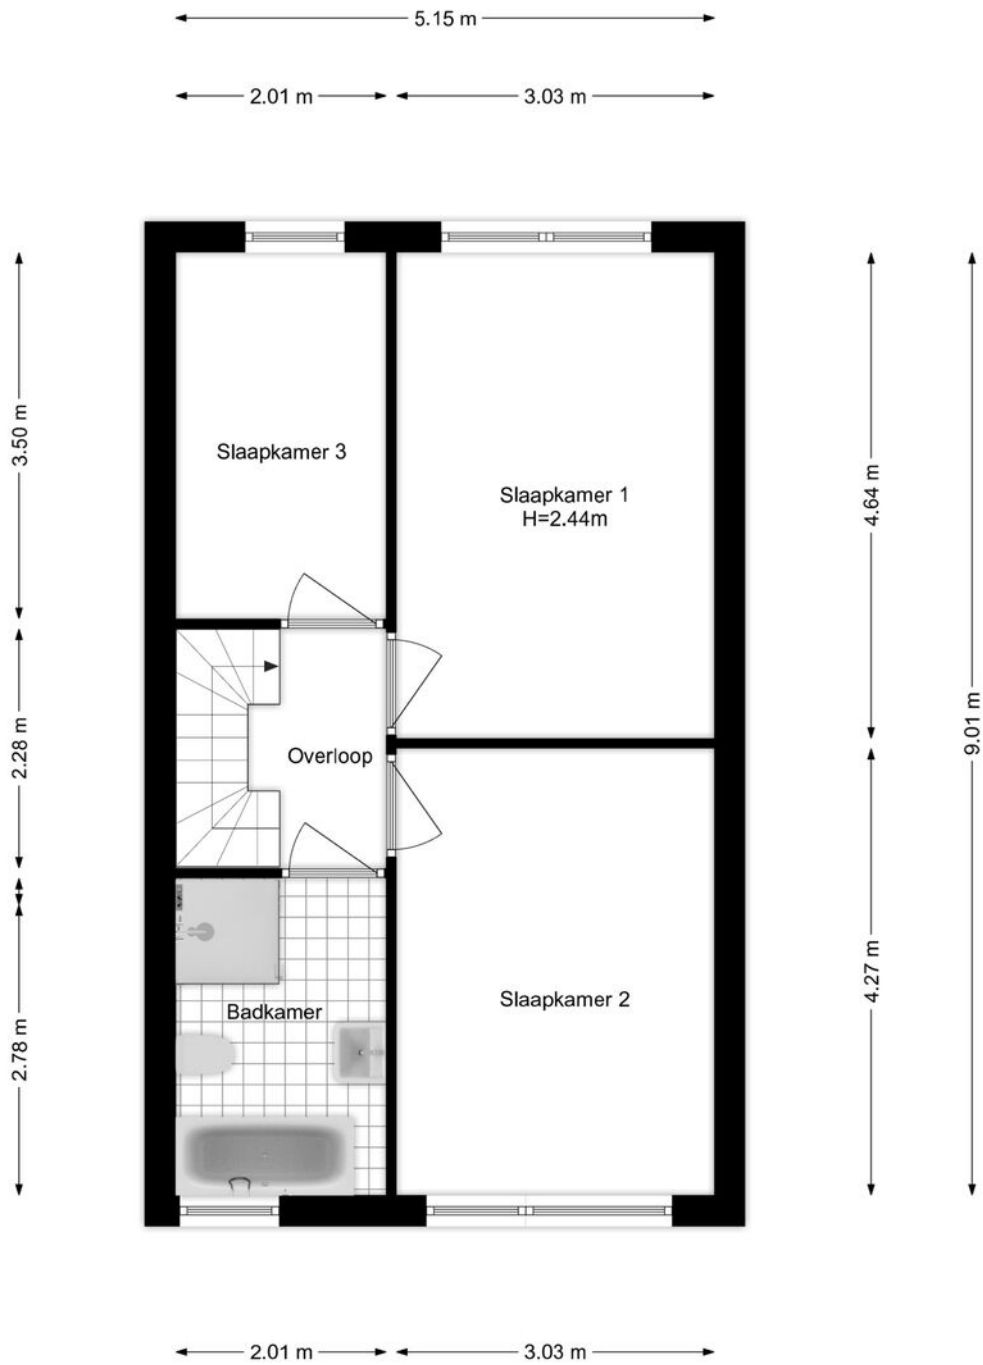 5.15 m
2.01 m
3.03 m
3.50 m
Slaapkamer 3
Slaapkamer 1
H=2.44m
4.64 m
2.28 m
Overloop
9.01 m
2.78 m
Badkamer
Slaapkamer 2
4.27 m
2.01 m
3.03 m